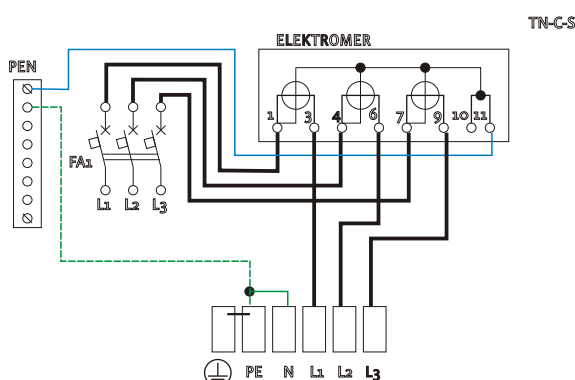 TN-C-S
ELEKTROMER
PEN
1 3 4 6 7 9 10 11
FA1
L1 L2 L3
PE N L1 L2 L3